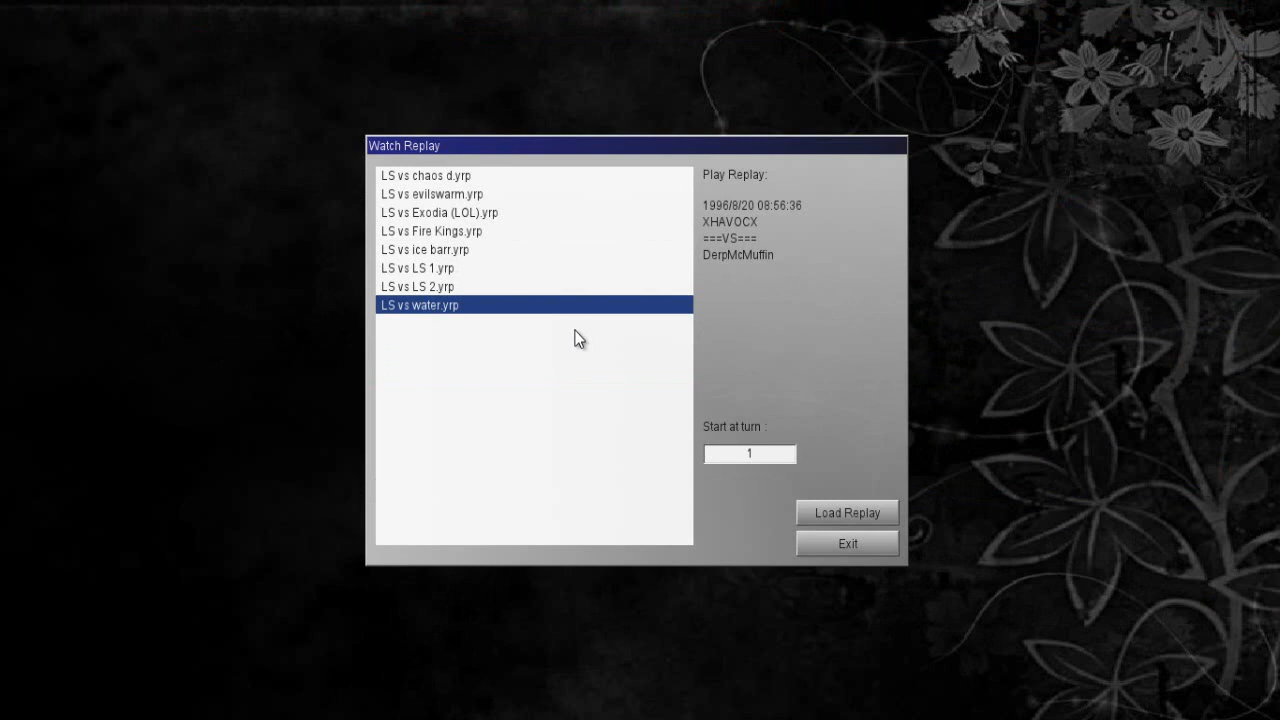 Watch Replay
LS vs chaos d.yrp
LS vs evilswarm.yrp
LS vs Exodia (LOL).yrp
LS vs Fire Kings.yrp
LS vs ice barr.yrp
LS vs LS 1.yrp
LS vs LS 2.yrp
LS vs water.yrp
Play Replay:
1996/8/20 08:56:36
XHAVOCX
===VS===
DerpMcMuffin
Start at turn :
1
Load Replay
Exit